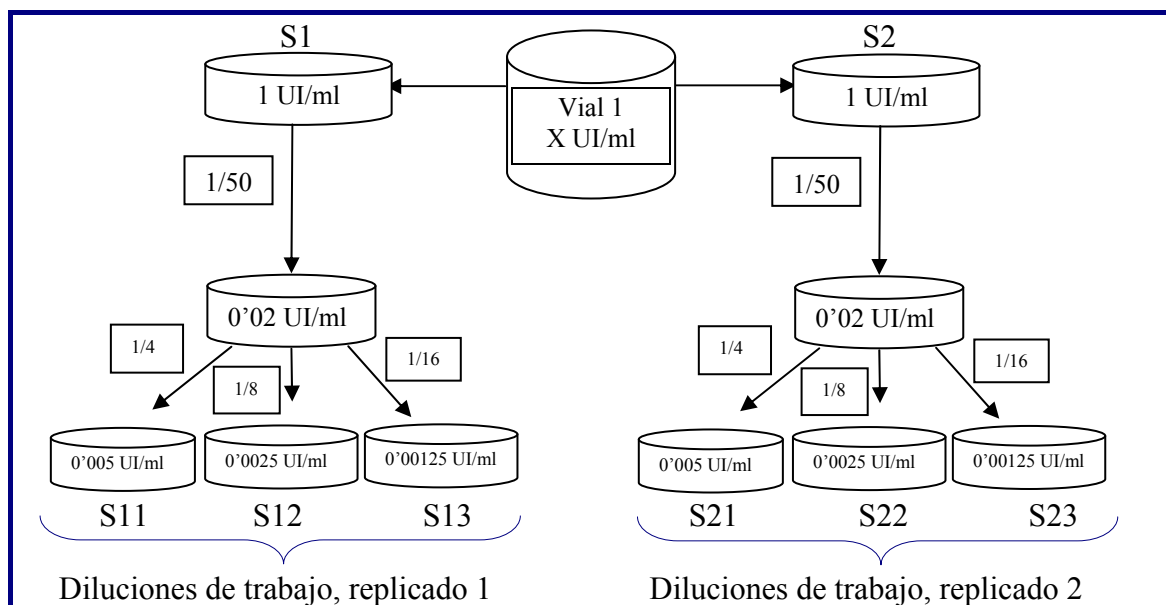 S1 S2
1 UI/ml Vial 1 1 UI/ml
X UI/ml
1/50 1/50
0’02 UI/ml 0’02 UI/ml
1/4 1/8 1/16 1/4 1/8 1/16
0’005 UI/ml 0’0025 UI/ml 0’00125 UI/ml 0’005 UI/ml 0’0025 UI/ml 0’00125 UI/ml
S11 S12 S13 S21 S22 S23
Diluciones de trabajo, replicado 1 Diluciones de trabajo, replicado 2